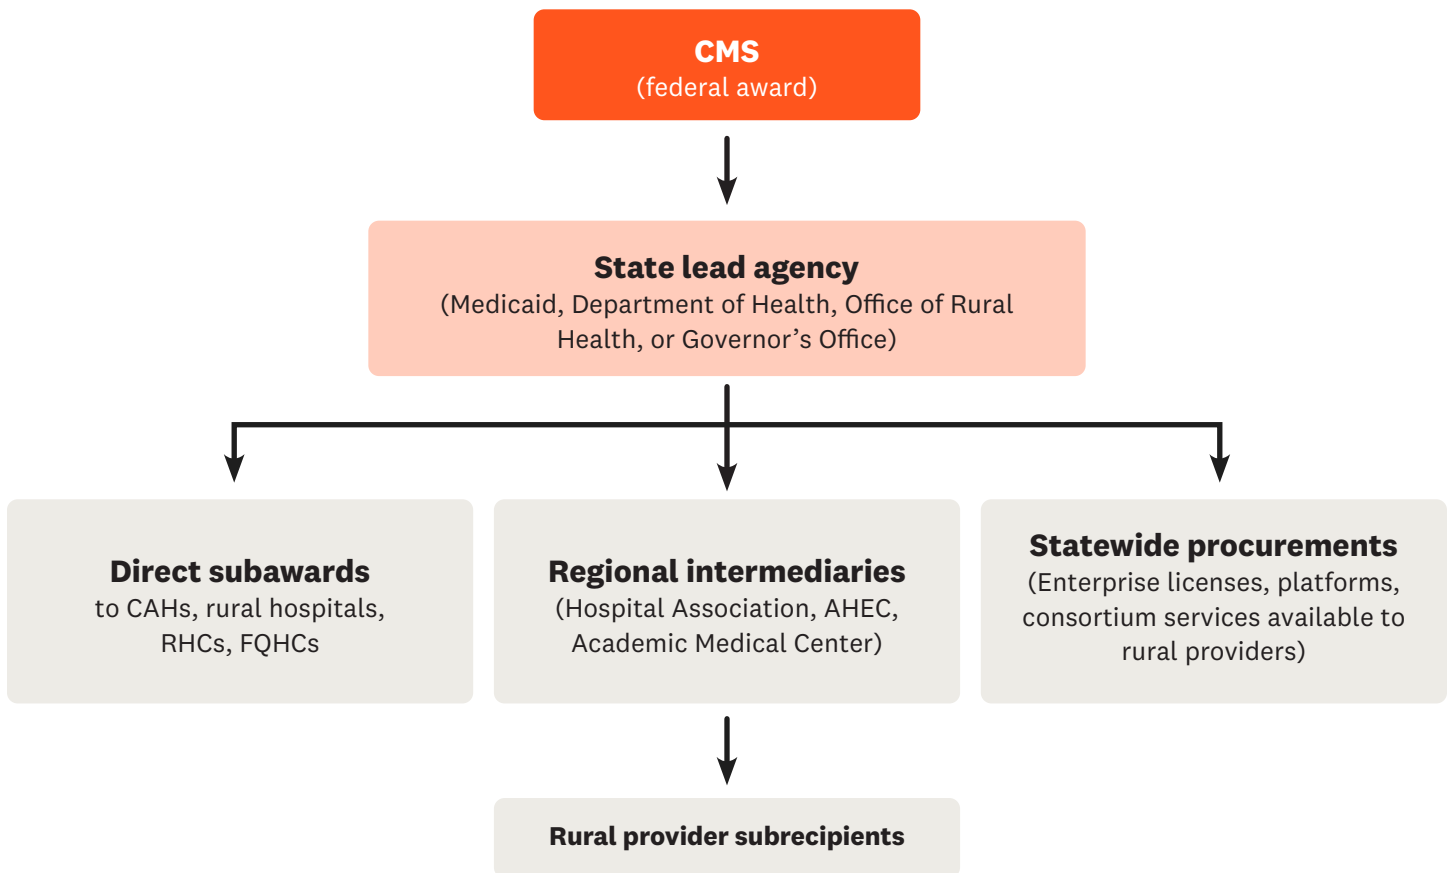 CMS
(federal award)
State lead agency
(Medicaid, Department of Health, Office of Rural
Health, or Governor’s Office)
Direct subawards
to CAHs, rural hospitals,
RHCs, FQHCs
Regional intermediaries
(Hospital Association, AHEC,
Academic Medical Center)
Statewide procurements
(Enterprise licenses, platforms,
consortium services available to
rural providers)
Rural provider subrecipients